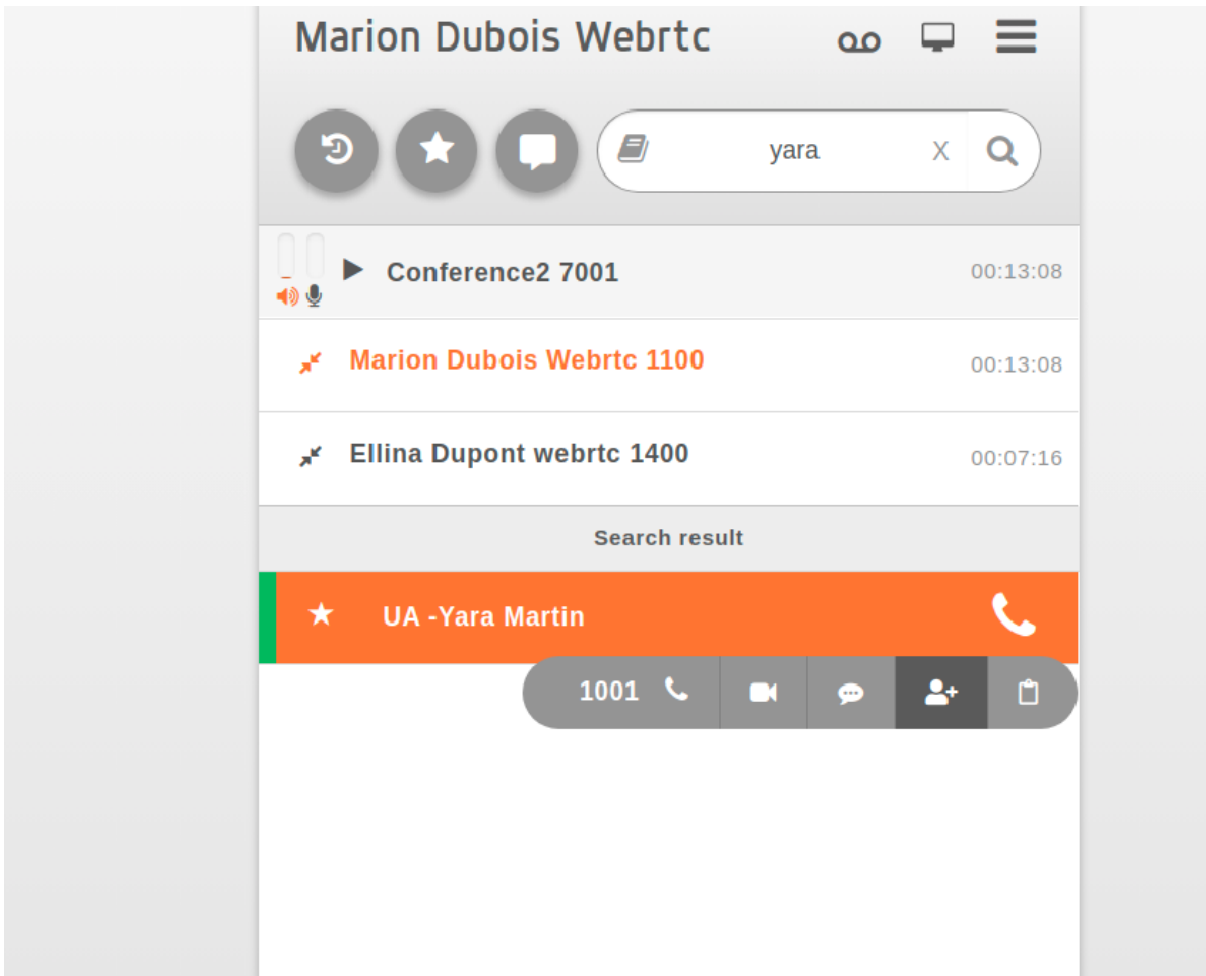 Marion Dubois Webrtc
yara X
Conference2 7001 00:13:08
Marion Dubois Webrtc 1100 00:13:08
Ellina Dupont webrtc 1400 00:07:16
Search result
UA -Yara Martin
1001